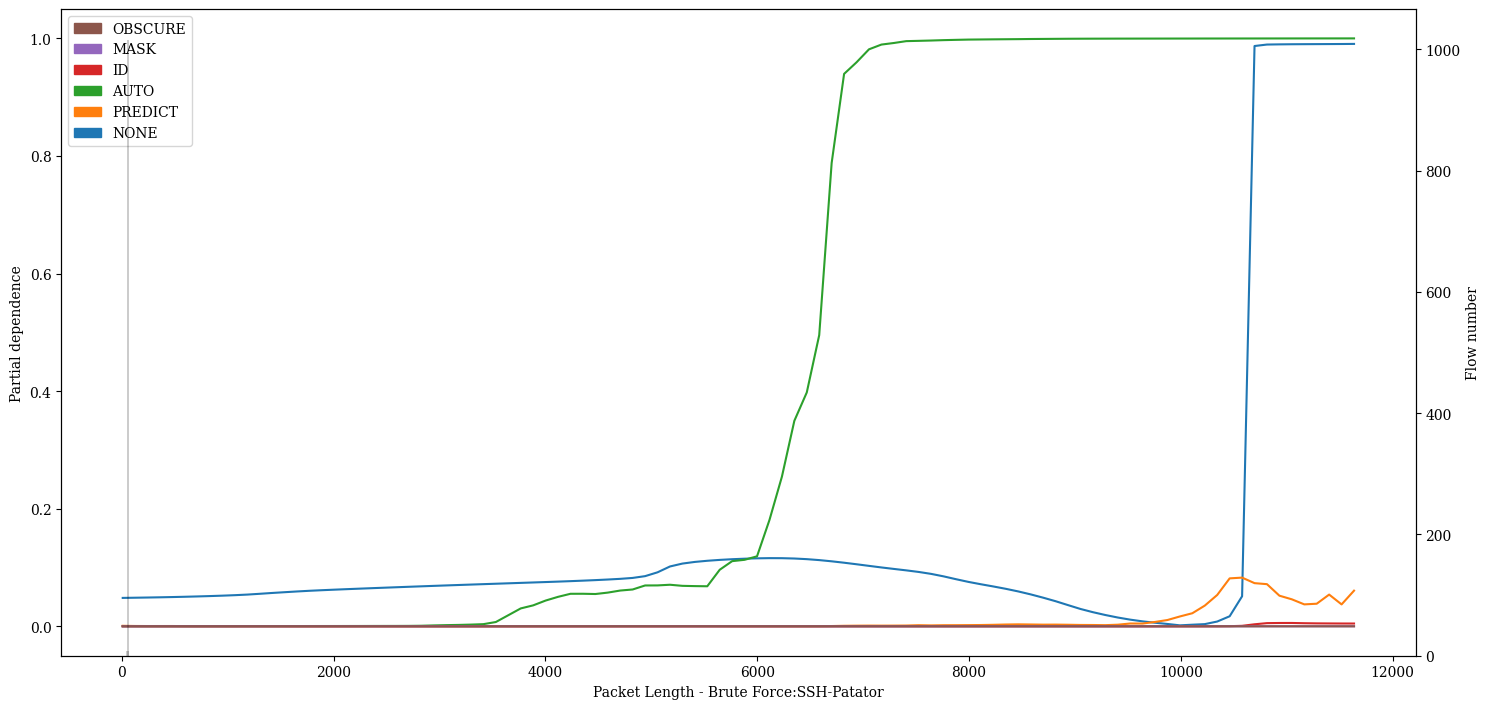 OBSCURE
MASK
ID
AUTO
PREDICT
NONE
Partial dependence
1.0
0.8
0.6
0.4
0.2
0.0
1000
800
600
400
200
0
Flow number
0 2000 4000 6000 8000 10000 12000
Packet Length - Brute Force:SSH-Patator